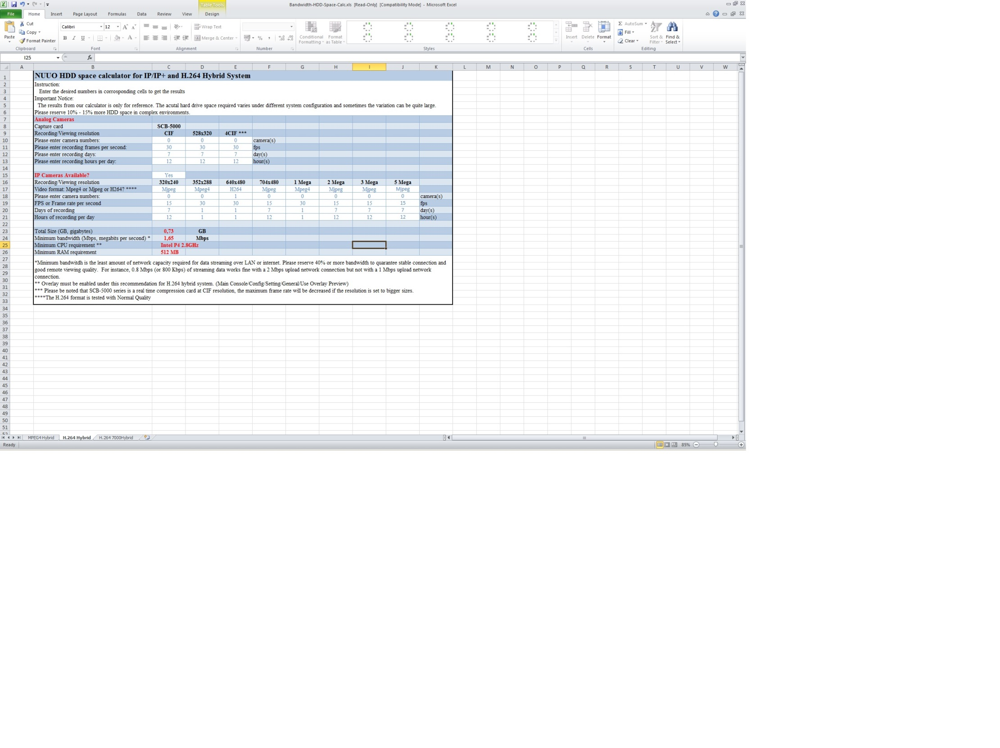 Table Tools
Bandwidth-HDD-Space-Calc.xls [Read-Only] [Compatibility Mode] - Microsoft Excel
File Home Insert Page Layout Formulas Data Review View Design
Cut
Calibri 12 Wrap Text AutoSum
Copy Fill
Paste Conditional Format Insert Delete Format Sort & Find &
Format Painter B I U Merge & Center % Formatting as Table Clear Filter Select
Clipboard Font Alignment Number Styles Cells Editing
I25 fx
A B C D E F G H I J K L M N O P Q R S T U V W
1 NUUO HDD space calculator for IP/IP+ and H.264 Hybrid System
2 Instruction:
3 Enter the desired numbers in corrosponding cells to get the results
4 Important Notice:
5 The results from our calculator is only for reference. The acutal hard drive space required varies under different system configuration and sometimes the variation can be quite large.
6 Please reserve 10% - 15% more HDD space in complex environments.
7 Analog Cameras
8 Capture card SCB-5000
9 Recording/Viewing resolution CIF 528x320 4CIF ***
10 Please enter camera numbers: 0 0 0 camera(s)
11 Please enter recording frames per second: 30 30 30 fps
12 Please enter recording days: 7 7 7 day(s)
13 Please enter recording hours per day: 12 12 12 hour(s)
14
15 IP Cameras Available? Yes
16 Recording/Viewing resolution 320x240 352x288 640x480 704x480 1 Mega 2 Mega 3 Mega 5 Mega
17 Video format: Mpeg4 or Mjpeg or H264? **** Mjpeg Mpeg4 H264 Mjpeg Mpeg4 Mjpeg Mjpeg Mjpeg
18 Please enter camera numbers: 0 0 1 0 0 0 0 0 camera(s)
19 FPS or Frame rate per second 15 30 30 15 30 15 15 15 fps
20 Days of recording 7 1 1 7 1 7 7 7 day(s)
21 Hours of recording per day 12 1 1 12 1 12 12 12 hour(s)
22
23 Total Size (GB, gigabytes) 0,73 GB
24 Minimum bandwidth (Mbps, megabits per second) * 1,65 Mbps
25 Minimum CPU requirement ** Intel P4 2.8GHz
26 Minimum RAM requirement 512 MB
27
28 *Minimum bandwitdh is the least amount of network capacity required for data streaming over LAN or internet. Please reserve 40% or more bandwidth to quarantee stable connection and
29 good remote viewing quality. For instance, 0.8 Mbps (or 800 Kbps) of streaming data works fine with a 2 Mbps upload network connection but not with a 1 Mbps upload network
30 connection.
31 ** Overlay must be enabled under this recommendation for H.264 hybrid system. (Main Console/Config/Setting/General/Use Overlay Preview)
32 *** Please be noted that SCB-5000 series is a real time compression card at CIF resolution, the maximum frame rate will be decreased if the resolution is set to bigger sizes.
33 ****The H.264 format is tested with Normal Quality
34
35
36
37
38
39
40
41
42
43
44
45
46
47
48
49
50
51
52
MPEG4 Hybrid H.264 Hybrid H.264 7000Hybrid
Ready 85%